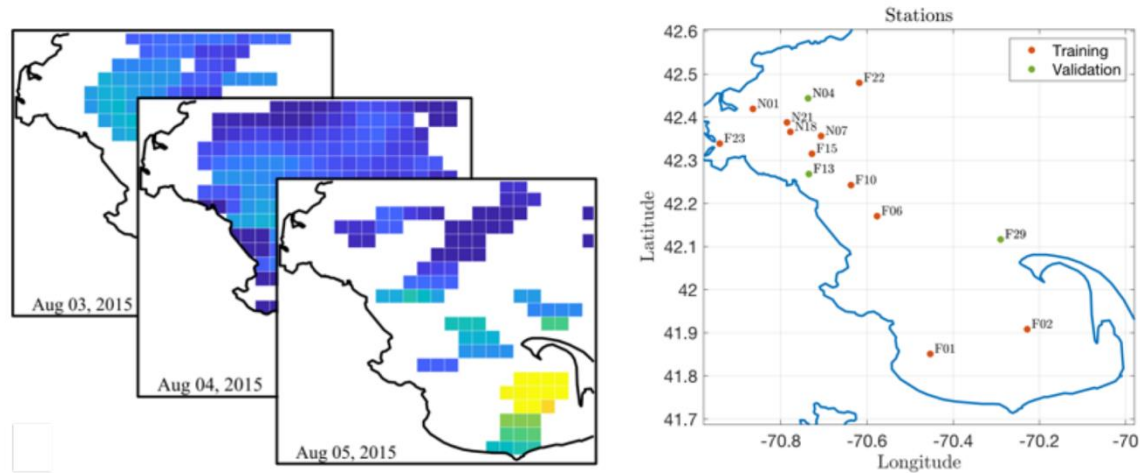 Aug 03, 2015
Aug 04, 2015
Aug 05, 2015
Stations
Training
Validation
42.6
42.5
42.4
42.3
42.2
42.1
42
41.9
41.8
41.7
Latitude
F22
N04
N01
N21
N18
N07
F23
F15
F13
F10
F06
F29
F02
F01
-70.8
-70.6
-70.4
-70.2
-70
Longitude